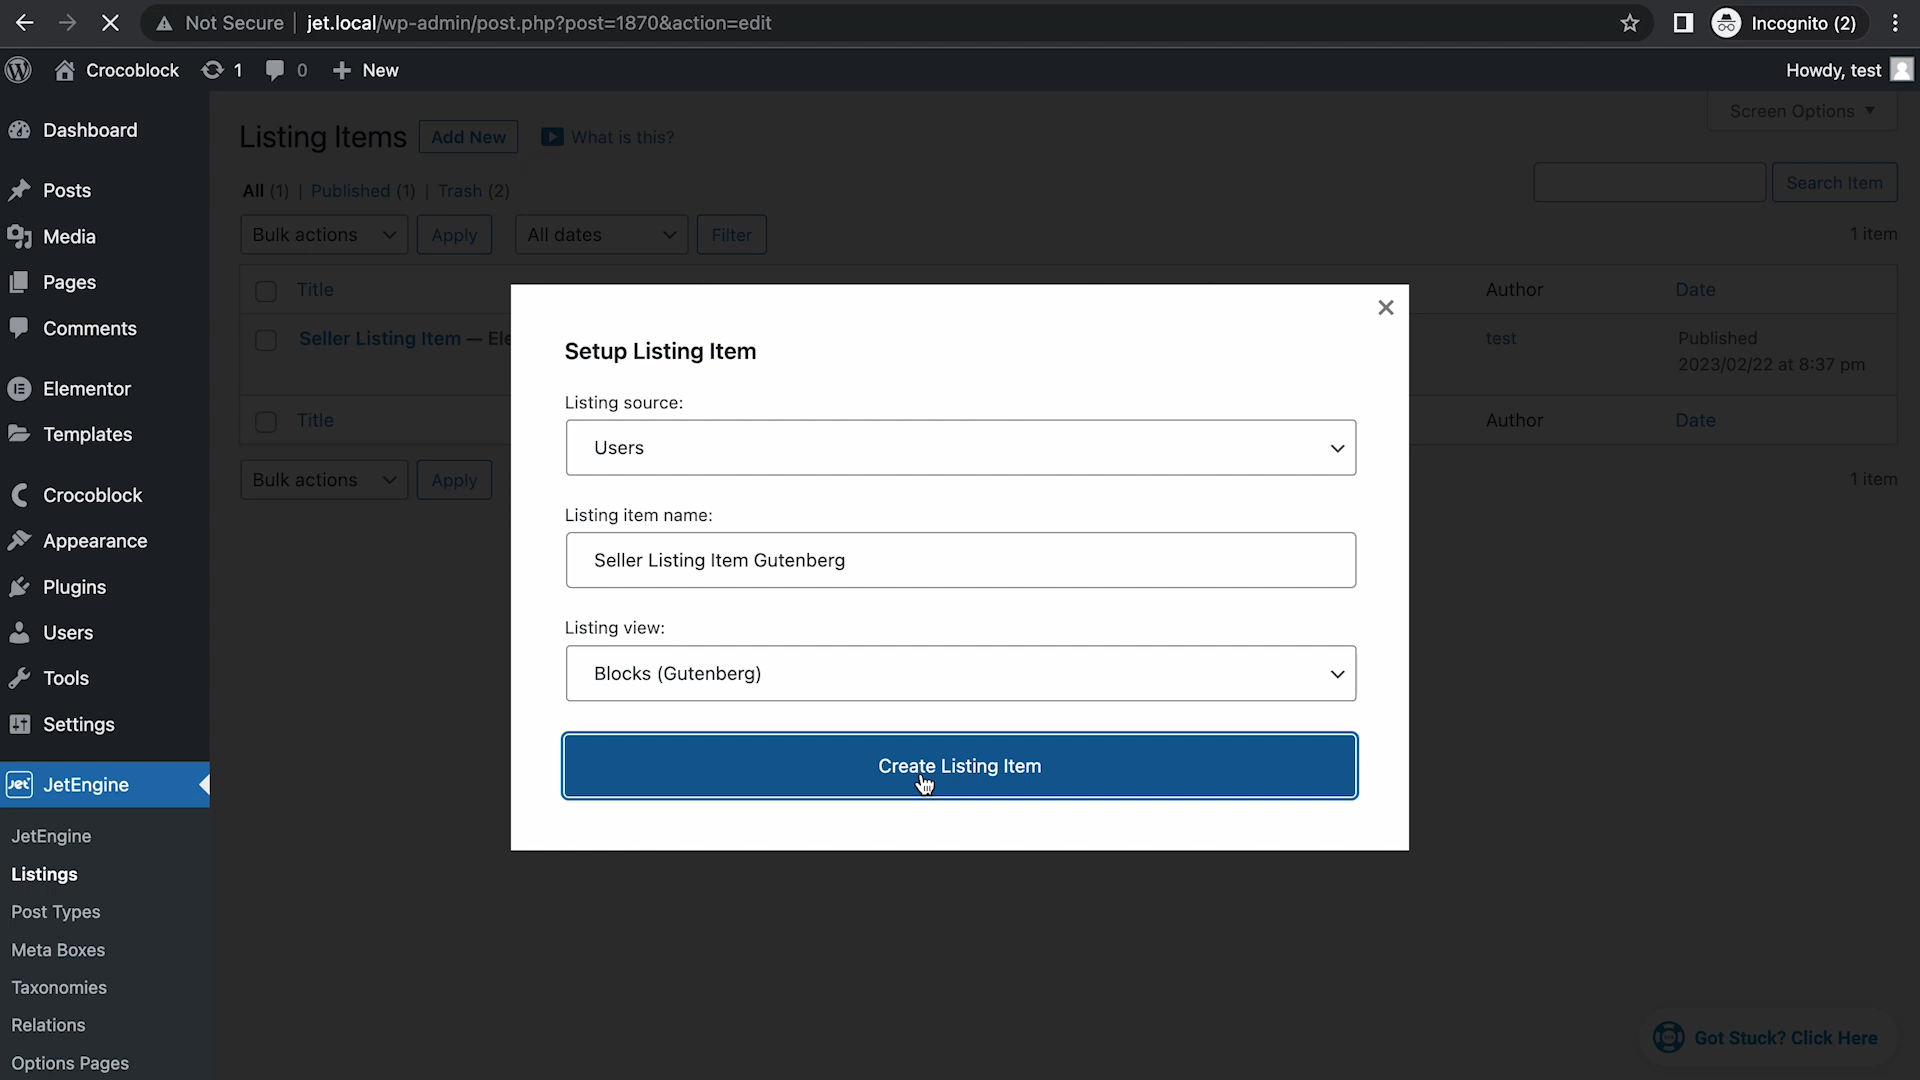 Not Secure | jet.local/wp-admin/post.php?post=1870&action=edit
Incognito (2)
Crocoblock 1 0 New
Howdy, test
Dashboard
Posts
Media
Pages
Comments
Elementor
Templates
Crocoblock
Appearance
Plugins
Users
Tools
Settings
Jet JetEngine
JetEngine
Listings
Post Types
Meta Boxes
Taxonomies
Relations
Options Pages
Screen Options
Listing Items Add New What is this?
All (1) | Published (1) | Trash (2)
Search Item
Bulk actions Apply All dates Filter
1 item
Title Author Date
Seller Listing Item — Ele test Published
2023/02/22 at 8:37 pm
Title Author Date
Bulk actions Apply
1 item
Setup Listing Item
Listing source:
Users
Listing item name:
Seller Listing Item Gutenberg
Listing view:
Blocks (Gutenberg)
Create Listing Item
Got Stuck? Click Here